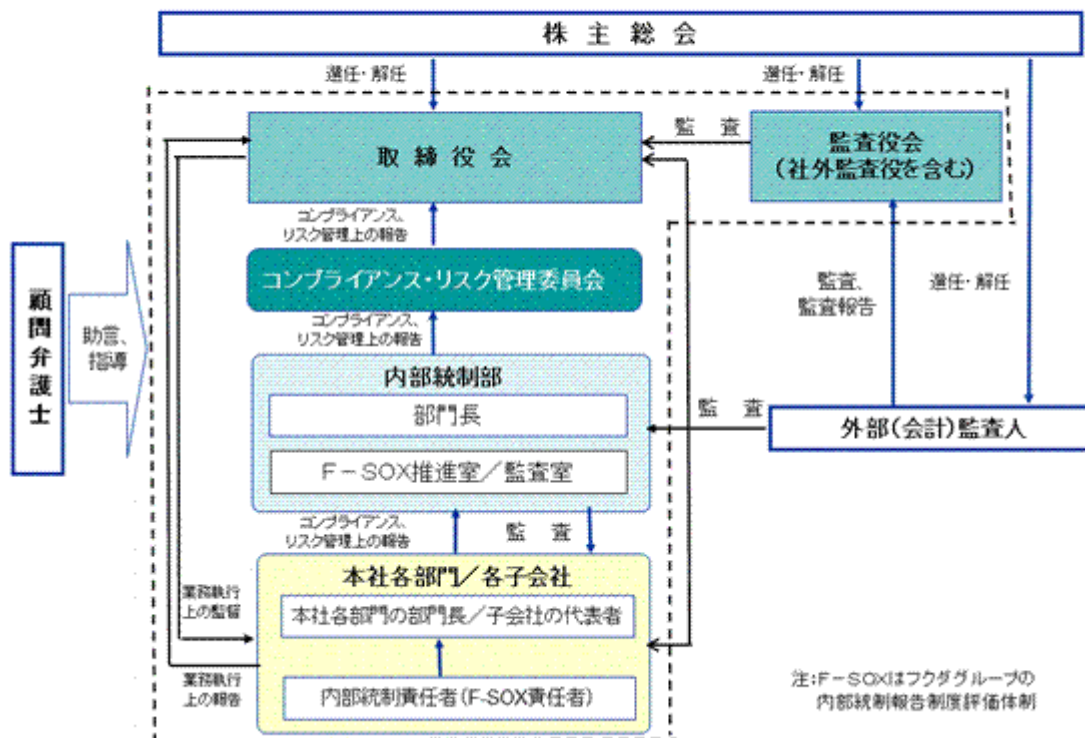 株主総会
選任・解任
選任・解任
取締役会
監　査
監査役会
(社外監査役を含む)
コンプライアンス、
リスク管理上の報告
コンプライアンス・リスク管理委員会
監査、
監査報告
選任・解任
顧問弁護士
助言、
指導
コンプライアンス、
リスク管理上の報告
内部統制部
部門長
監　査
外部(会計)監査人
F－SOX推進室／監査室
コンプライアンス、
リスク管理上の報告
監　査
本社各部門／各子会社
業務執行
上の監督
本社各部門の部門長／子会社の代表者
業務執行
上の報告
内部統制責任者(F-SOX責任者)
注:F－SOXはフクダグループの
内部統制報告制度評価体制